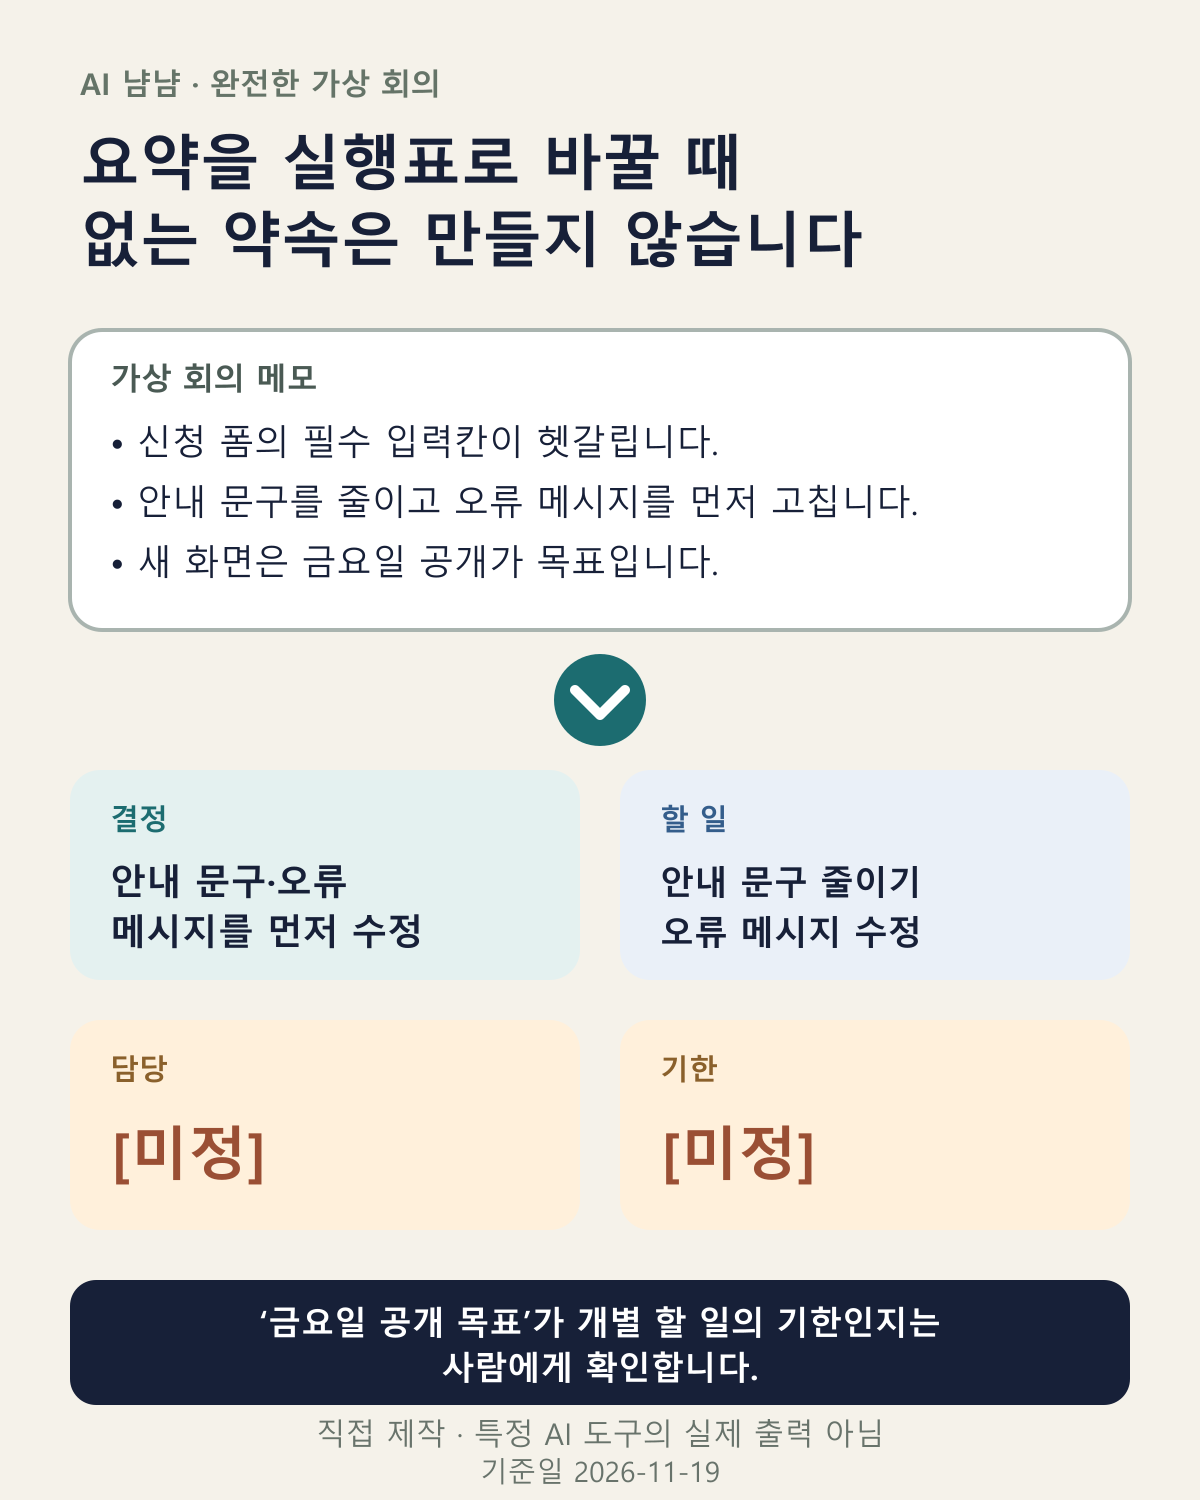 AI 냠냠 · 완전한 가상 회의
요약을 실행표로 바꿀 때
없는 약속은 만들지 않습니다
가상 회의 메모
• 신청 폼의 필수 입력칸이 헷갈립니다.
• 안내 문구를 줄이고 오류 메시지를 먼저 고칩니다.
• 새 화면은 금요일 공개가 목표입니다.
결정
안내 문구·오류
메시지를 먼저 수정
할 일
안내 문구 줄이기
오류 메시지 수정
담당
[미정]
기한
[미정]
‘금요일 공개 목표’가 개별 할 일의 기한인지는
사람에게 확인합니다.
직접 제작 · 특정 AI 도구의 실제 출력 아님
기준일 2026-11-19